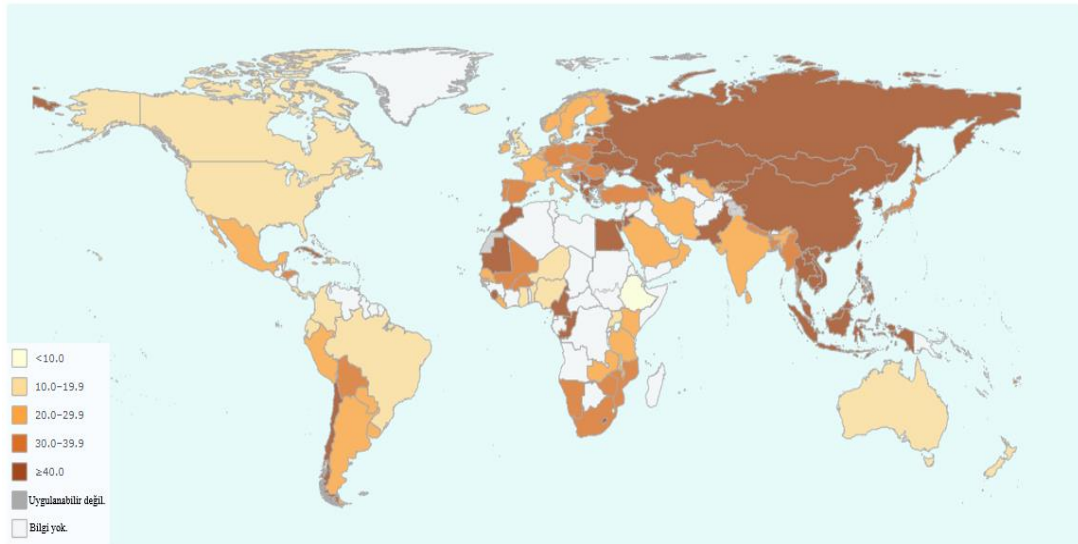 <10.0
10.0–19.9
20.0–29.9
30.0–39.9
≥40.0
Uygulanabilir değil.
Bilgi yok.